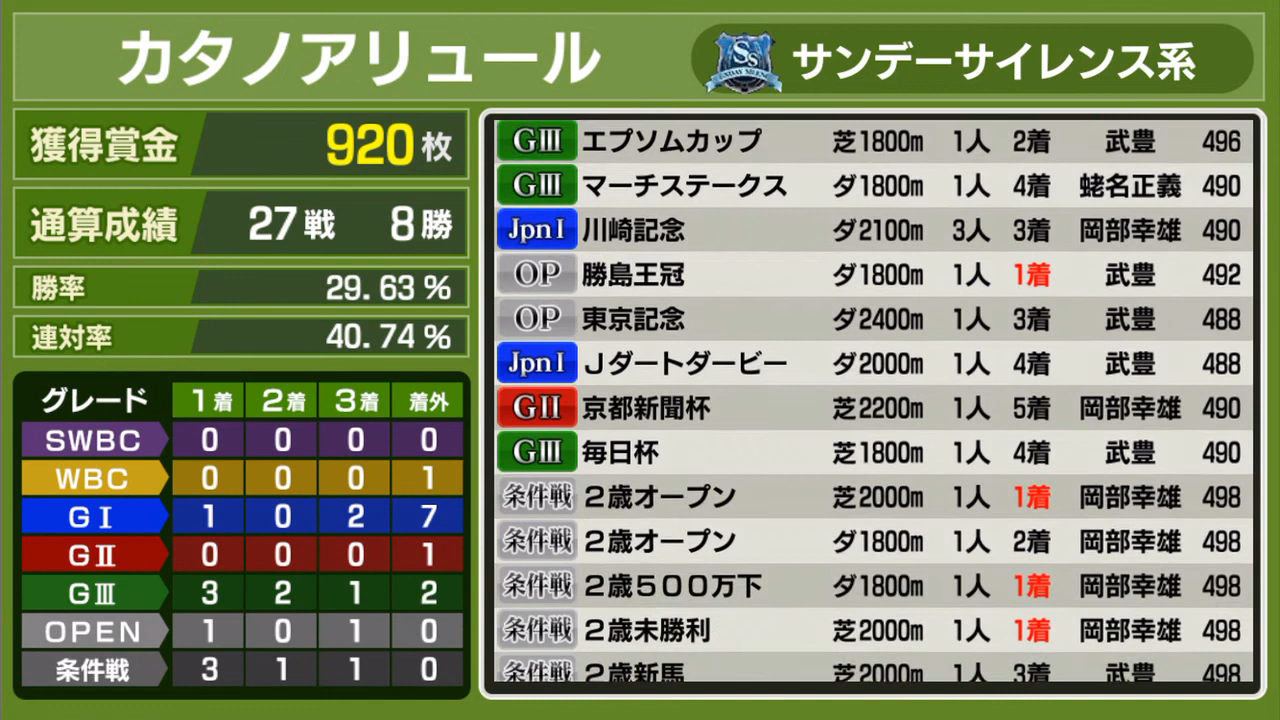 カタノアリュール
SS
サンデーサイレンス系
獲得賞金 920枚
通算成績 27戦 8勝
勝率 29.63%
連対率 40.74%
グレード 1着 2着 3着 着外
SWBC 0 0 0 0
WBC 0 0 0 1
GⅠ 1 0 2 7
GⅡ 0 0 0 1
GⅢ 3 2 1 2
OPEN 1 0 1 0
条件戦 3 1 1 0
GⅢ エプソムカップ 芝1800m 1人 2着 武豊 496
GⅢ マーチステークス ダ1800m 1人 4着 蛯名正義 490
JpnⅠ 川崎記念 ダ2100m 3人 3着 岡部幸雄 490
OP 勝島王冠 ダ1800m 1人 1着 武豊 492
OP 東京記念 ダ2400m 1人 3着 武豊 488
JpnⅠ Jダートダービー ダ2000m 1人 4着 武豊 488
GⅡ 京都新聞杯 芝2200m 1人 5着 岡部幸雄 490
GⅢ 毎日杯 芝1800m 1人 4着 武豊 490
条件戦 2歳オープン 芝2000m 1人 1着 岡部幸雄 498
条件戦 2歳オープン ダ1800m 1人 2着 岡部幸雄 498
条件戦 2歳500万下 ダ1800m 1人 1着 岡部幸雄 498
条件戦 2歳未勝利 芝2000m 1人 1着 岡部幸雄 498
条件戦 2歳新馬 芝2000m 1人 3着 武豊 498